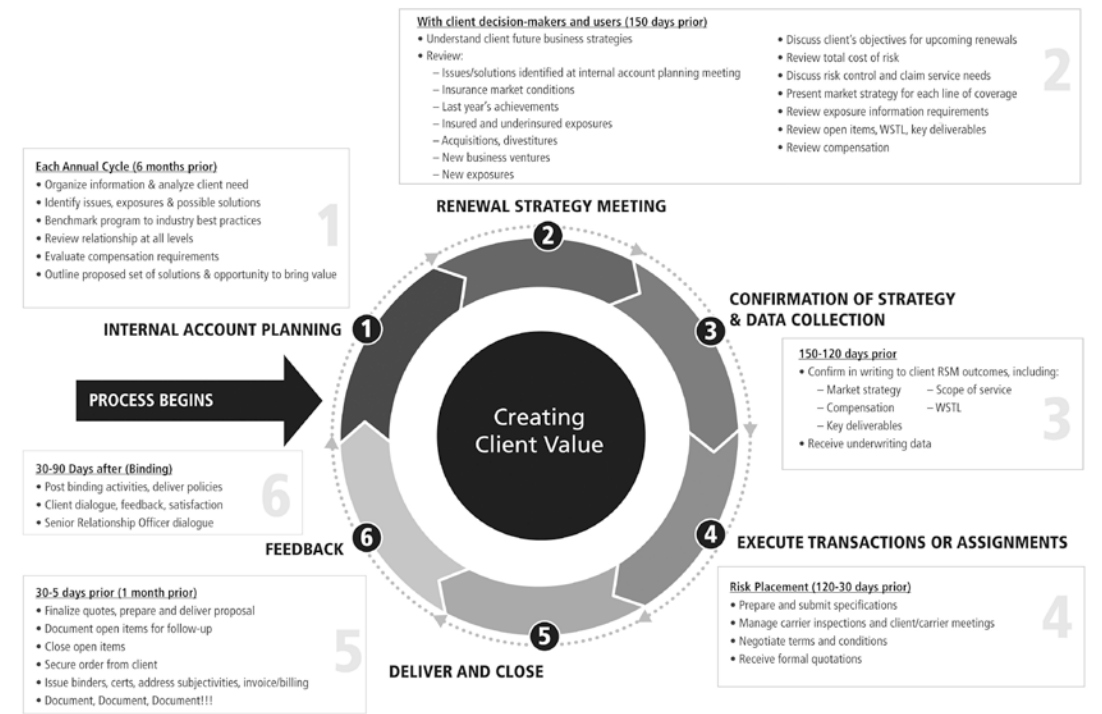 With client decision-makers and users (150 days prior)
• Understand client future business strategies
• Review:
– Issues/solutions identified at internal account planning meeting
– Insurance market conditions
– Last year's achievements
– Insured and underinsured exposures
– Acquisitions, divestitures
– New business ventures
– New exposures
• Discuss client's objectives for upcoming renewals
• Review total cost of risk
• Discuss risk control and claim service needs
• Present market strategy for each line of coverage
• Review exposure information requirements
• Review open items, WSTL, key deliverables
• Review compensation
2
Each Annual Cycle (6 months prior)
• Organize information & analyze client need
• Identify issues, exposures & possible solutions
• Benchmark program to industry best practices
• Review relationship at all levels
• Evaluate compensation requirements
• Outline proposed set of solutions & opportunity to bring value
1
RENEWAL STRATEGY MEETING
2
INTERNAL ACCOUNT PLANNING
1
CONFIRMATION OF STRATEGY
& DATA COLLECTION
3
150-120 days prior
• Confirm in writing to client RSM outcomes, including:
– Market strategy – Scope of service
– Compensation – WSTL
– Key deliverables
• Receive underwriting data
3
PROCESS BEGINS
Creating
Client Value
30-90 Days after (Binding)
• Post binding activities, deliver policies
• Client dialogue, feedback, satisfaction
• Senior Relationship Officer dialogue
6
FEEDBACK
6
4
EXECUTE TRANSACTIONS OR ASSIGNMENTS
Risk Placement (120-30 days prior)
• Prepare and submit specifications
• Manage carrier inspections and client/carrier meetings
• Negotiate terms and conditions
• Receive formal quotations
4
30-5 days prior (1 month prior)
• Finalize quotes, prepare and deliver proposal
• Document open items for follow-up
• Close open items
• Secure order from client
• Issue binders, certs, address subjectivities, invoice/billing
• Document, Document, Document!!!
5
5
DELIVER AND CLOSE